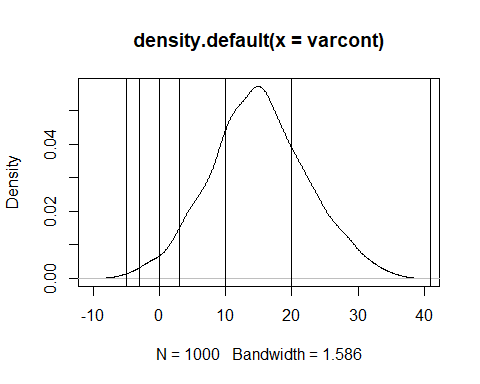 density.default(x = varcont)
Density
0.04
0.02
0.00
-10 0 10 20 30 40
N = 1000 Bandwidth = 1.586